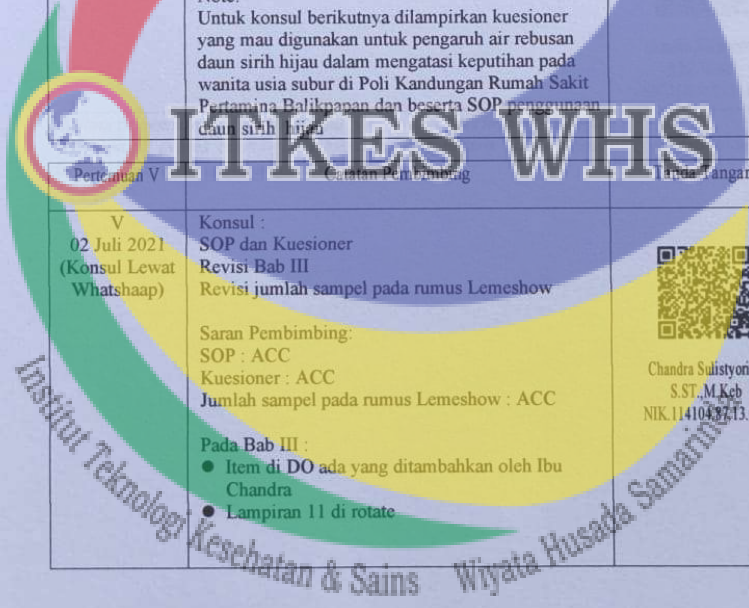 Note:
Untuk konsul berikutnya dilampirkan kuesioner
yang mau digunakan untuk pengaruh air rebusan
daun sirih hijau dalam mengatasi keputihan pada
wanita usia subur di Poli Kandungan Rumah Sakit
Pertamina Balikpapan dan beserta SOP penggunaan
daun sirih hijau
ITKES WHS
Pertemuan V
Catatan Pembimbing
Tanda Tangan
V
02 Juli 2021
(Konsul Lewat
Whatshaap)
Konsul :
SOP dan Kuesioner
Revisi Bab III
Revisi jumlah sampel pada rumus Lemeshow
Saran Pembimbing:
SOP : ACC
Kuesioner : ACC
Jumlah sampel pada rumus Lemeshow : ACC
Pada Bab III :
● Item di DO ada yang ditambahkan oleh Ibu
Chandra
● Lampiran 11 di rotate
Chandra Sulistyori
S.ST.,M.Keb
NIK.114104.87.13.
Institut Teknologi Kesehatan & Sains Wiyata Husada Samarinda